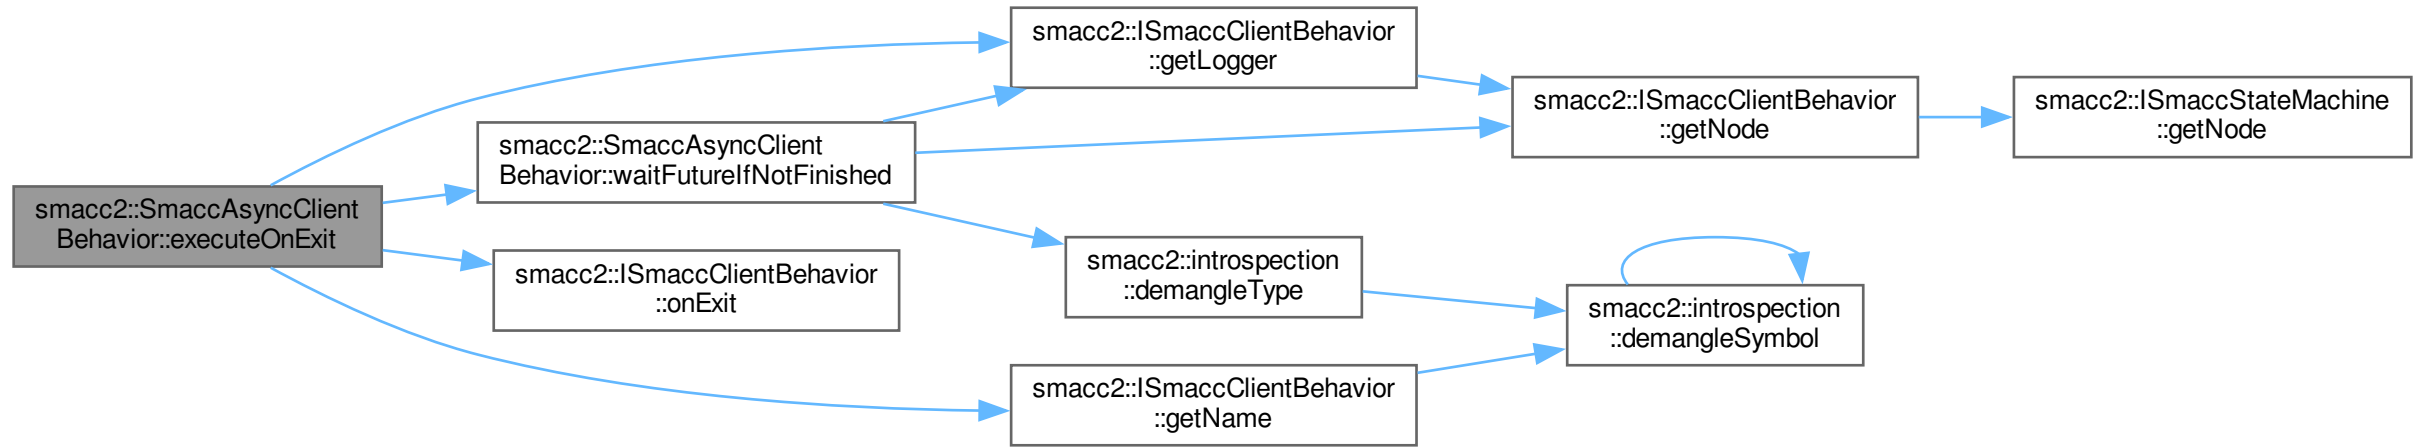 smacc2::SmaccAsyncClient
Behavior::executeOnExit
smacc2::ISmaccClientBehavior
::getLogger
smacc2::SmaccAsyncClient
Behavior::waitFutureIfNotFinished
smacc2::ISmaccClientBehavior
::onExit
smacc2::ISmaccClientBehavior
::getNode
smacc2::ISmaccStateMachine
::getNode
smacc2::introspection
::demangleType
smacc2::introspection
::demangleSymbol
smacc2::ISmaccClientBehavior
::getName